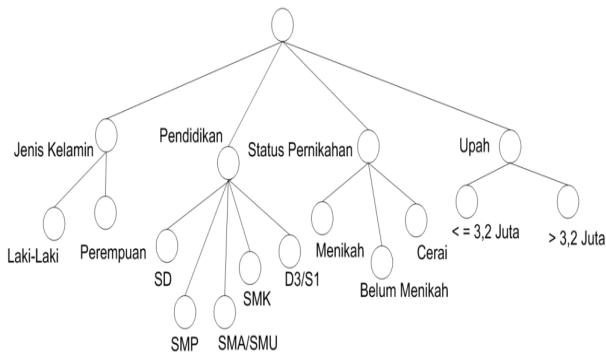 Jenis Kelamin
Pendidikan
Status Pernikahan
Upah
Laki-Laki
Perempuan
SD
SMP
SMA/SMU
SMK
D3/S1
Menikah
Belum Menikah
Cerai
< = 3,2 Juta
> 3,2 Juta